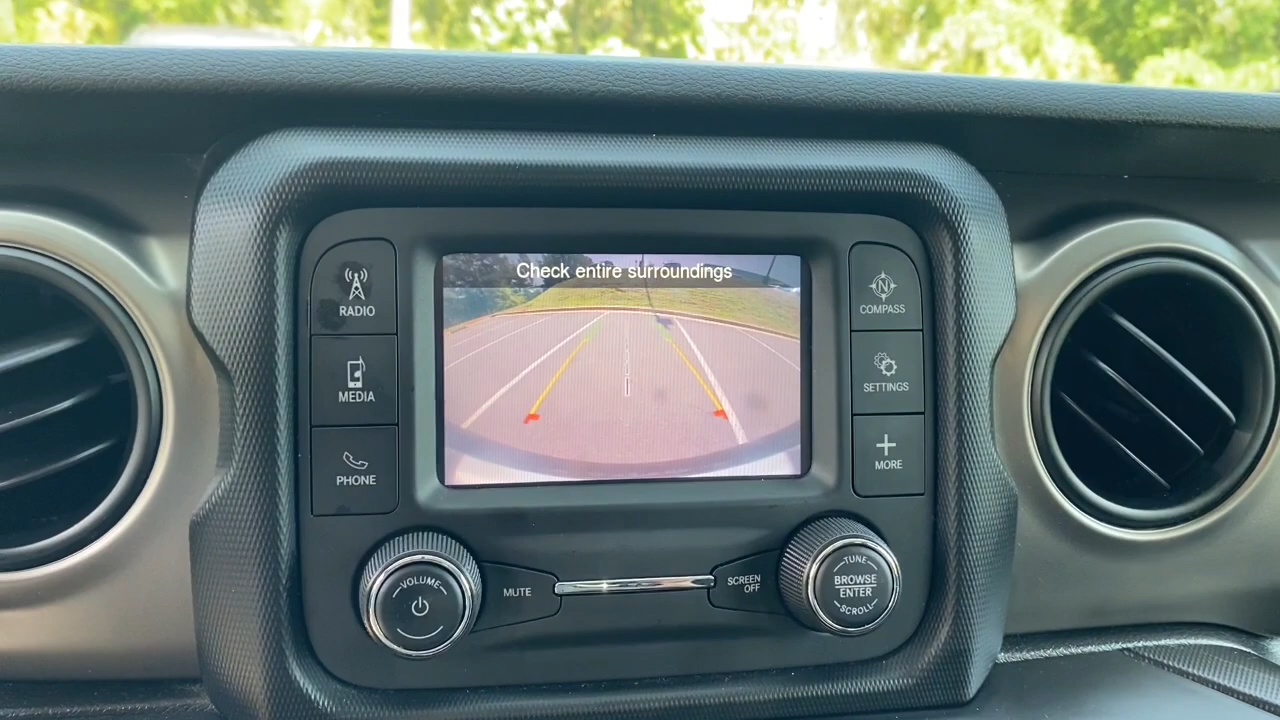 Check entire surroundings
RADIO
MEDIA
PHONE
N
COMPASS
SETTINGS
MORE
VOLUME
MUTE
SCREEN
OFF
TUNE
BROWSE
ENTER
SCROLL